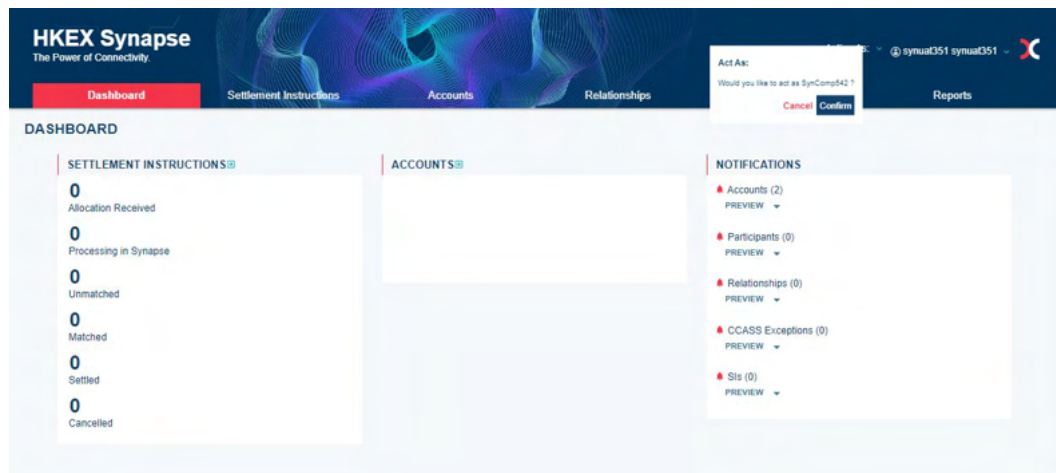 HKEX Synapse
The Power of Connectivity.
synuat351 synuat351
Act As:
Would you like to act as SynComp542 ?
Cancel Confirm
Dashboard Settlement Instructions Accounts Relationships Reports
DASHBOARD
SETTLEMENT INSTRUCTIONS
0
Allocation Received
0
Processing in Synapse
0
Unmatched
0
Matched
0
Settled
0
Cancelled
ACCOUNTS
NOTIFICATIONS
Accounts (2)
PREVIEW
Participants (0)
PREVIEW
Relationships (0)
PREVIEW
CCASS Exceptions (0)
PREVIEW
SIs (0)
PREVIEW